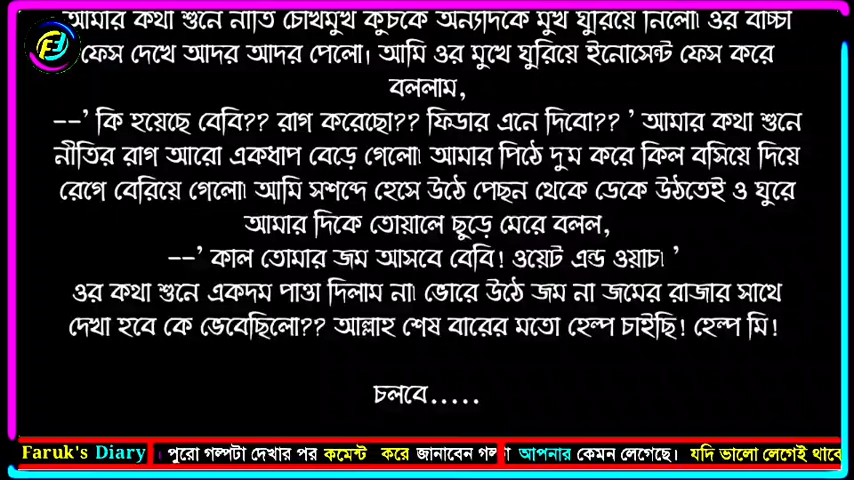 আমার কথা শুনে নীতি চোখমুখ কুচকে অন্যদিকে মুখ ঘুরিয়ে নিলো। ওর বাচ্চা
ফেস দেখে আদর আদর পেলো। আমি ওর মুখে ঘুরিয়ে ইনোসেন্ট ফেস করে
বললাম,
--' কি হয়েছে বেবি?? রাগ করেছো?? ফিডার এনে দিবো?? ' আমার কথা শুনে
নীতির রাগ আরো একধাপ বেড়ে গেলো। আমার পিঠে দুম করে কিল বসিয়ে দিয়ে
রেগে বেরিয়ে গেলো। আমি সশব্দে হেসে উঠে পেছন থেকে ডেকে উঠতেই ও ঘুরে
আমার দিকে তোয়ালে ছুড়ে মেরে বলল,
--' কাল তোমার জম আসবে বেবি! ওয়েট এন্ড ওয়াচ। '
ওর কথা শুনে একদম পাত্তা দিলাম না। ভোরে উঠে জম না জমের রাজার সাথে
দেখা হবে কে ভেবেছিলো?? আল্লাহ শেষ বারের মতো হেল্প চাইছি! হেল্প মি!
চলবে.....
Faruk's Diary পুরো গল্পটা দেখার পর কমেন্ট করে জানাবেন গল্পটা আপনার কেমন লেগেছে। যদি ভালো লেগেই থাকে